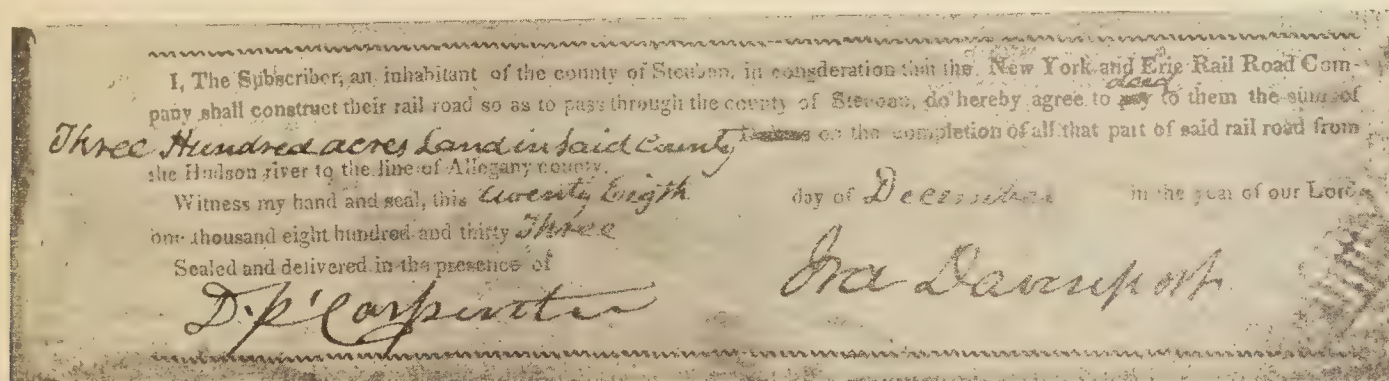 I, The Subscriber, an inhabitant of the county of Steuben, in consderation that the New York and Erie Rail Road Com-
pany shall construct their rail road so as to pass through the county of Steuben, do hereby agree to deed to them the sum of
Three Hundred acres Land in Said County on the completion of all that part of said rail road from
the Hudson river to the line of Allegany county.
Witness my hand and seal, this twenty Eigth day of December in the year of our Lord
one thousand eight hundred and thirty Three
Sealed and delivered in the presence of
Ira Davenport
D. P. Carpenter